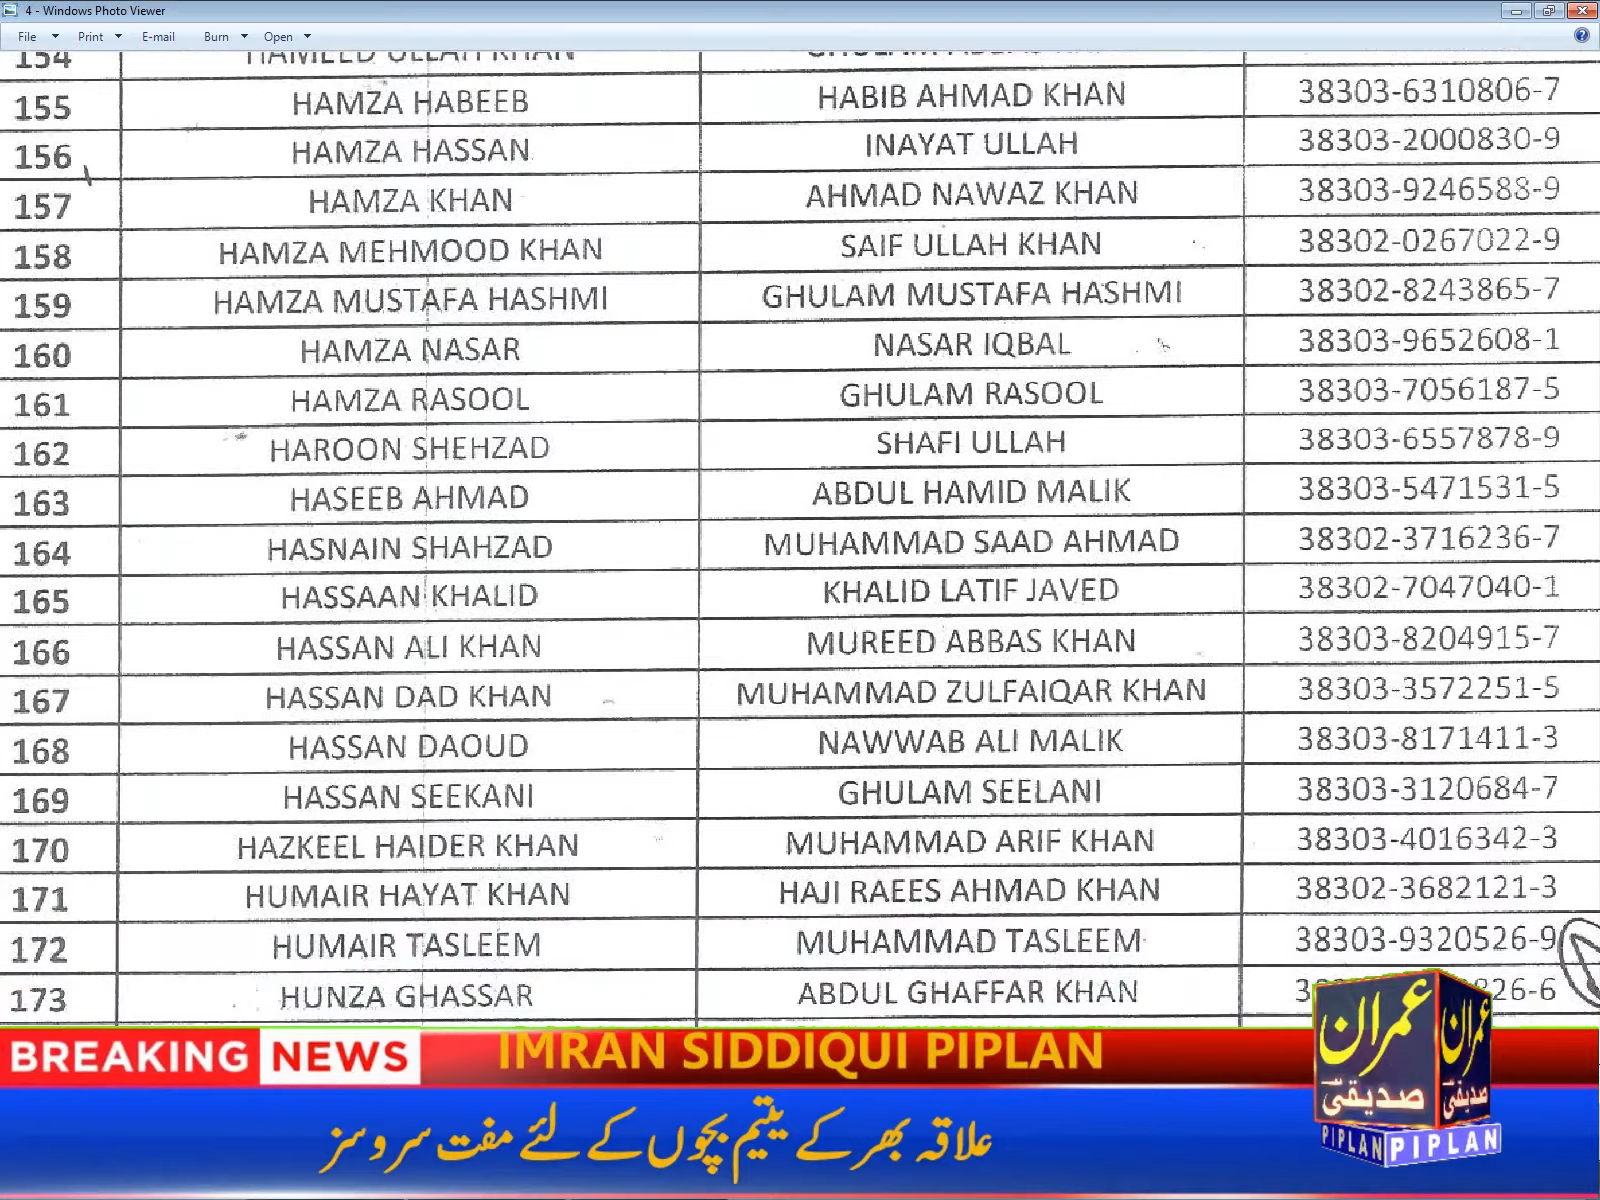 4 - Windows Photo Viewer
File Print E-mail Burn Open
154 HAMEED ULLAH KHAN
155 HAMZA HABEEB HABIB AHMAD KHAN 38303-6310806-7
156 HAMZA HASSAN INAYAT ULLAH 38303-2000830-9
157 HAMZA KHAN AHMAD NAWAZ KHAN 38303-9246588-9
158 HAMZA MEHMOOD KHAN SAIF ULLAH KHAN 38302-0267022-9
159 HAMZA MUSTAFA HASHMI GHULAM MUSTAFA HASHMI 38302-8243865-7
160 HAMZA NASAR NASAR IQBAL 38303-9652608-1
161 HAMZA RASOOL GHULAM RASOOL 38303-7056187-5
162 HAROON SHEHZAD SHAFI ULLAH 38303-6557878-9
163 HASEEB AHMAD ABDUL HAMID MALIK 38303-5471531-5
164 HASNAIN SHAHZAD MUHAMMAD SAAD AHMAD 38302-3716236-7
165 HASSAAN KHALID KHALID LATIF JAVED 38302-7047040-1
166 HASSAN ALI KHAN MUREED ABBAS KHAN 38303-8204915-7
167 HASSAN DAD KHAN MUHAMMAD ZULFAIQAR KHAN 38303-3572251-5
168 HASSAN DAOUD NAWWAB ALI MALIK 38303-8171411-3
169 HASSAN SEEKANI GHULAM SEELANI 38303-3120684-7
170 HAZKEEL HAIDER KHAN MUHAMMAD ARIF KHAN 38303-4016342-3
171 HUMAIR HAYAT KHAN HAJI RAEES AHMAD KHAN 38302-3682121-3
172 HUMAIR TASLEEM MUHAMMAD TASLEEM 38303-9320526-9
173 HUNZA GHASSAR ABDUL GHAFFAR KHAN
BREAKING NEWS IMRAN SIDDIQUI PIPLAN
علاقہ بھر کے یتیم بچوں کے لئے مفت سروسز
عمران عمران
صدیقی صدیقی
PIPLAN PIPLAN